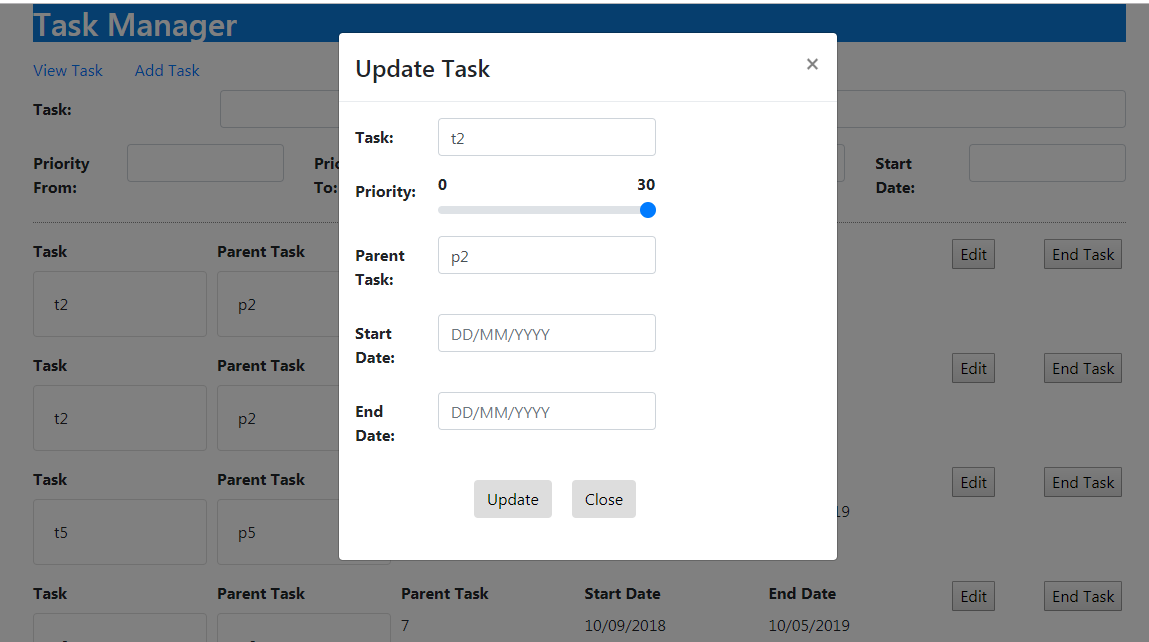 Task Manager
View Task Add Task
Task:
Priority From:
To:
Start Date:
Update Task ×
Task: t2
Priority: 0 30
Parent Task: p2
Start Date: DD/MM/YYYY
End Date: DD/MM/YYYY
Update Close
Task Parent Task Edit End Task
t2 p2
Task Parent Task Edit End Task
t2 p2
Task Parent Task Edit End Task
t5 p5
Task Parent Task Parent Task Start Date End Date Edit End Task
7 10/09/2018 10/05/2019